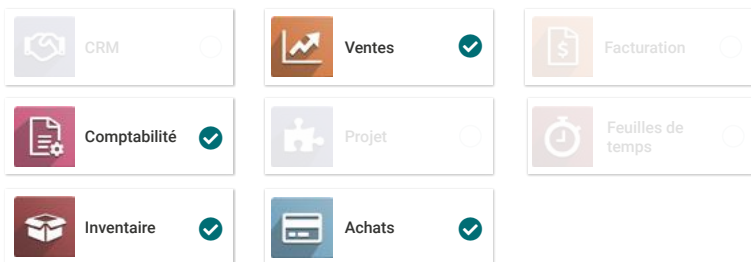 CRM
Ventes
Facturation
Comptabilité
Projet
Feuilles de
temps
Inventaire
Achats